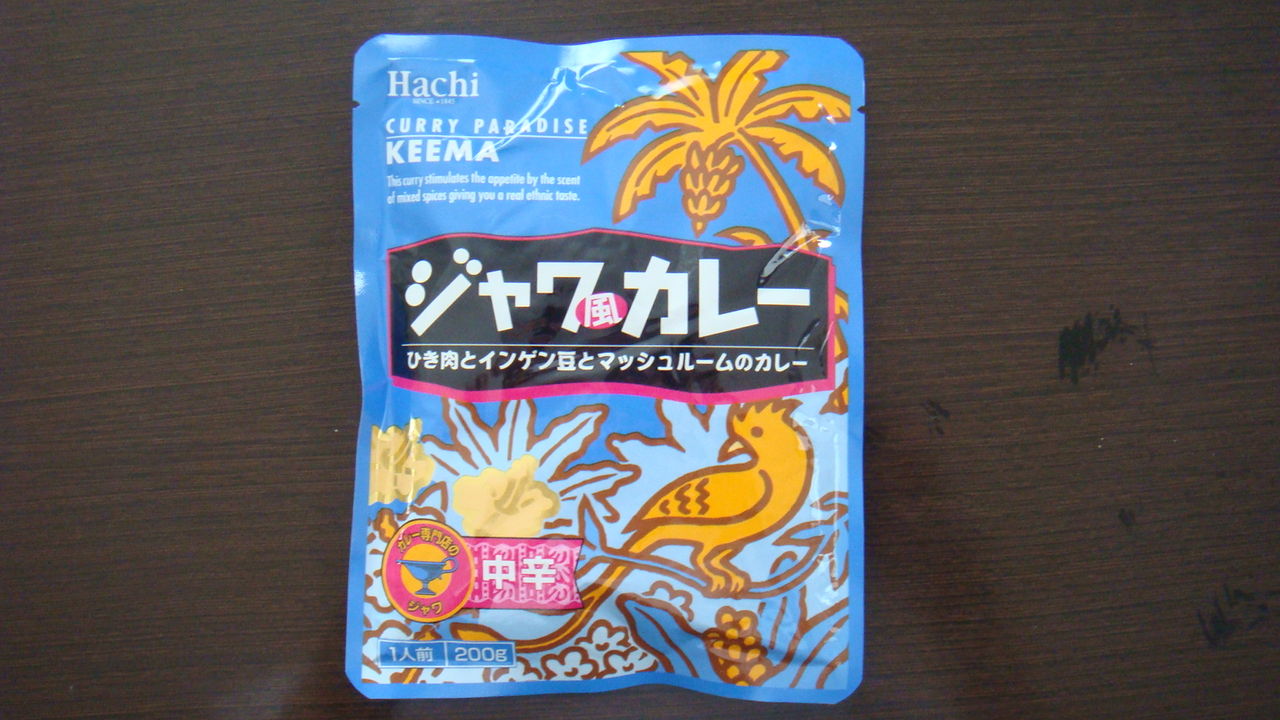 Hachi
SINCE 1845
CURRY PARADISE
KEEMA
This curry stimulates the appetite by the scent
of mixed spices giving you a real ethnic taste.
ジャワ風カレー
ひき肉とインゲン豆とマッシュルームのカレー
カレー専門店の
ジャワ
中辛
1人前 200g